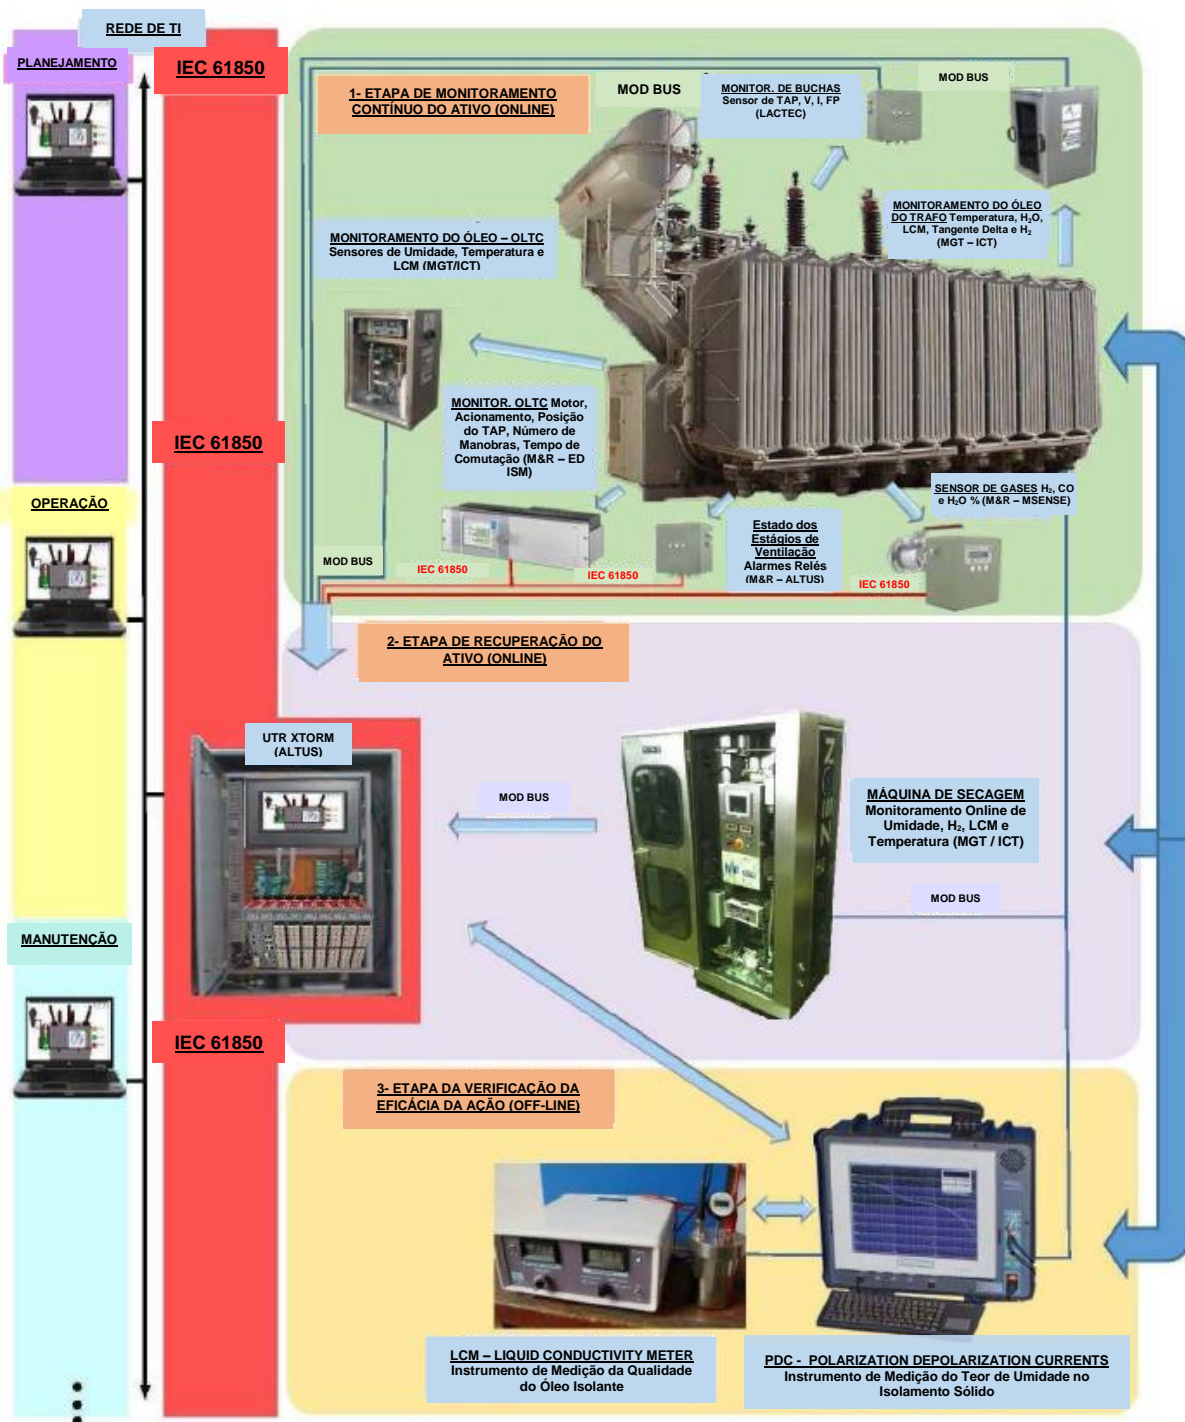 REDE DE TI
PLANEJAMENTO
IEC 61850
1- ETAPA DE MONITORAMENTO
CONTÍNUO DO ATIVO (ONLINE)
MOD BUS
MONITOR. DE BUCHAS
Sensor de TAP, V, I, FP
(LACTEC)
MOD BUS
MONITORAMENTO DO ÓLEO
DO TRAFO Temperatura, H₂O,
LCM, Tangente Delta e H₂
(MGT – ICT)
MONITORAMENTO DO ÓLEO – OLTC
Sensores de Umidade, Temperatura e
LCM (MGT/ICT)
MONITOR. OLTC Motor,
Acionamento, Posição
do TAP, Número de
Manobras, Tempo de
Comutação (M&R – ED
ISM)
IEC 61850
SENSOR DE GASES H₂, CO
e H₂O % (M&R – MSENSE)
OPERAÇÃO
Estado dos
Estágios de
Ventilação
Alarmes Relés
(M&R – ALTUS)
MOD BUS
IEC 61850
IEC 61850
IEC 61850
2- ETAPA DE RECUPERAÇÃO DO
ATIVO (ONLINE)
UTR XTORM
(ALTUS)
MOD BUS
MÁQUINA DE SECAGEM
Monitoramento Online de
Umidade, H₂, LCM e
Temperatura (MGT / ICT)
MOD BUS
MANUTENÇÃO
IEC 61850
3- ETAPA DA VERIFICAÇÃO DA
EFICÁCIA DA AÇÃO (OFF-LINE)
LCM – LIQUID CONDUCTIVITY METER
Instrumento de Medição da Qualidade
do Óleo Isolante
PDC - POLARIZATION DEPOLARIZATION CURRENTS
Instrumento de Medição do Teor de Umidade no
Isolamento Sólido